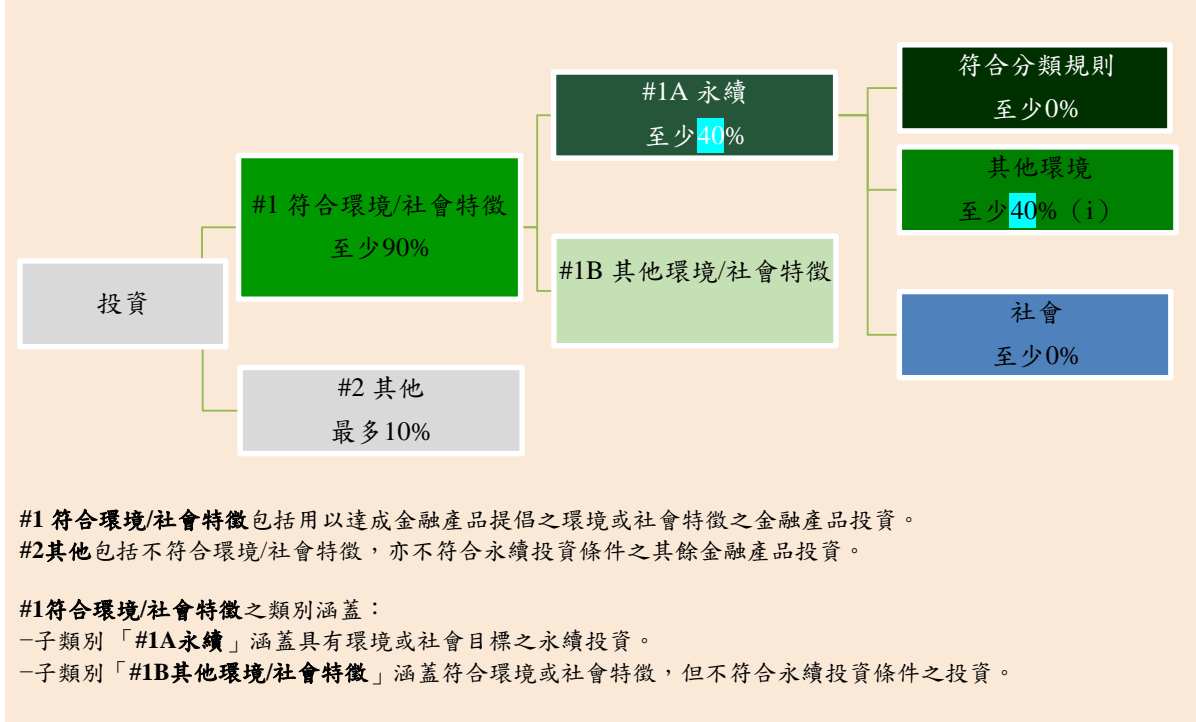 投資
#1 符合環境/社會特徵
至少90%
#2 其他
最多10%
#1A 永續
至少40%
#1B 其他環境/社會特徵
符合分類規則
至少0%
其他環境
至少40%（i）
社會
至少0%
#1 符合環境/社會特徵包括用以達成金融產品提倡之環境或社會特徵之金融產品投資。
#2其他包括不符合環境/社會特徵，亦不符合永續投資條件之其餘金融產品投資。
#1符合環境/社會特徵之類別涵蓋：
−子類別「#1A永續」涵蓋具有環境或社會目標之永續投資。
−子類別「#1B其他環境/社會特徵」涵蓋符合環境或社會特徵，但不符合永續投資條件之投資。